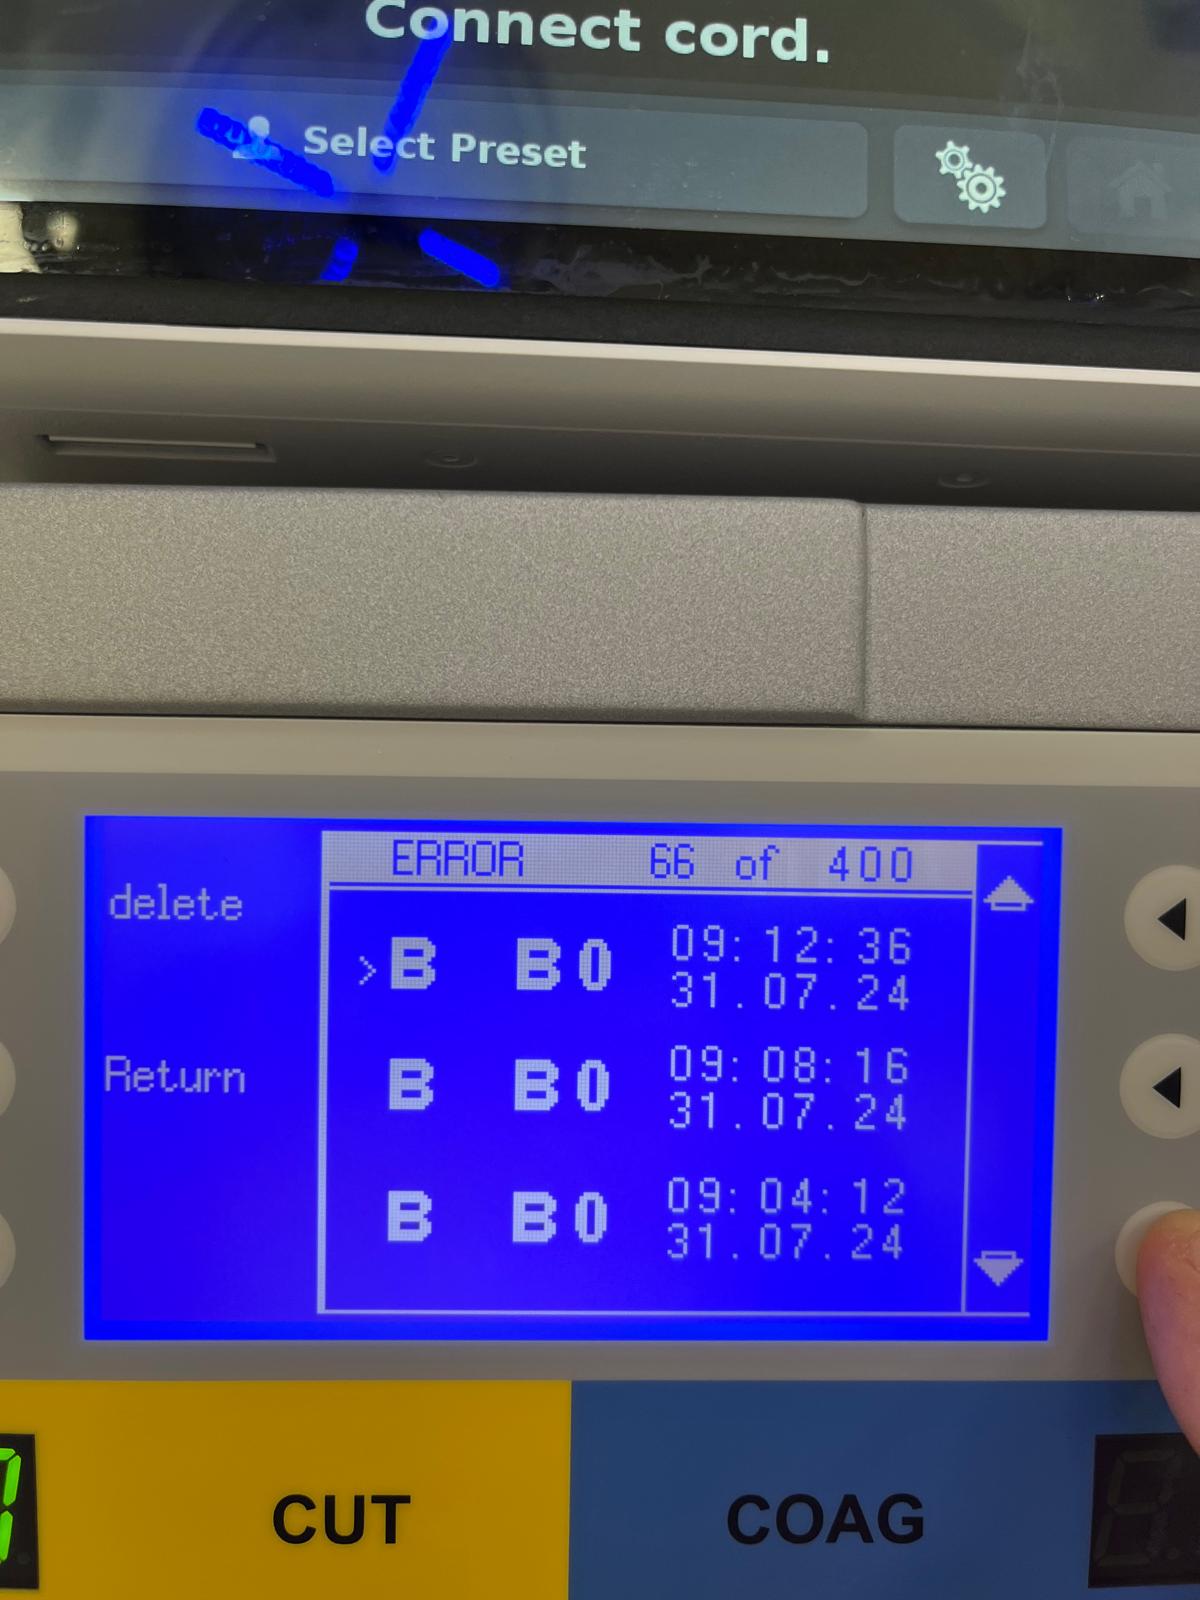 Connect cord.
Select Preset
delete
Return
ERROR 66 of 400
>B B0 09:12:36
31.07.24
B B0 09:08:16
31.07.24
B B0 09:04:12
31.07.24
CUT COAG